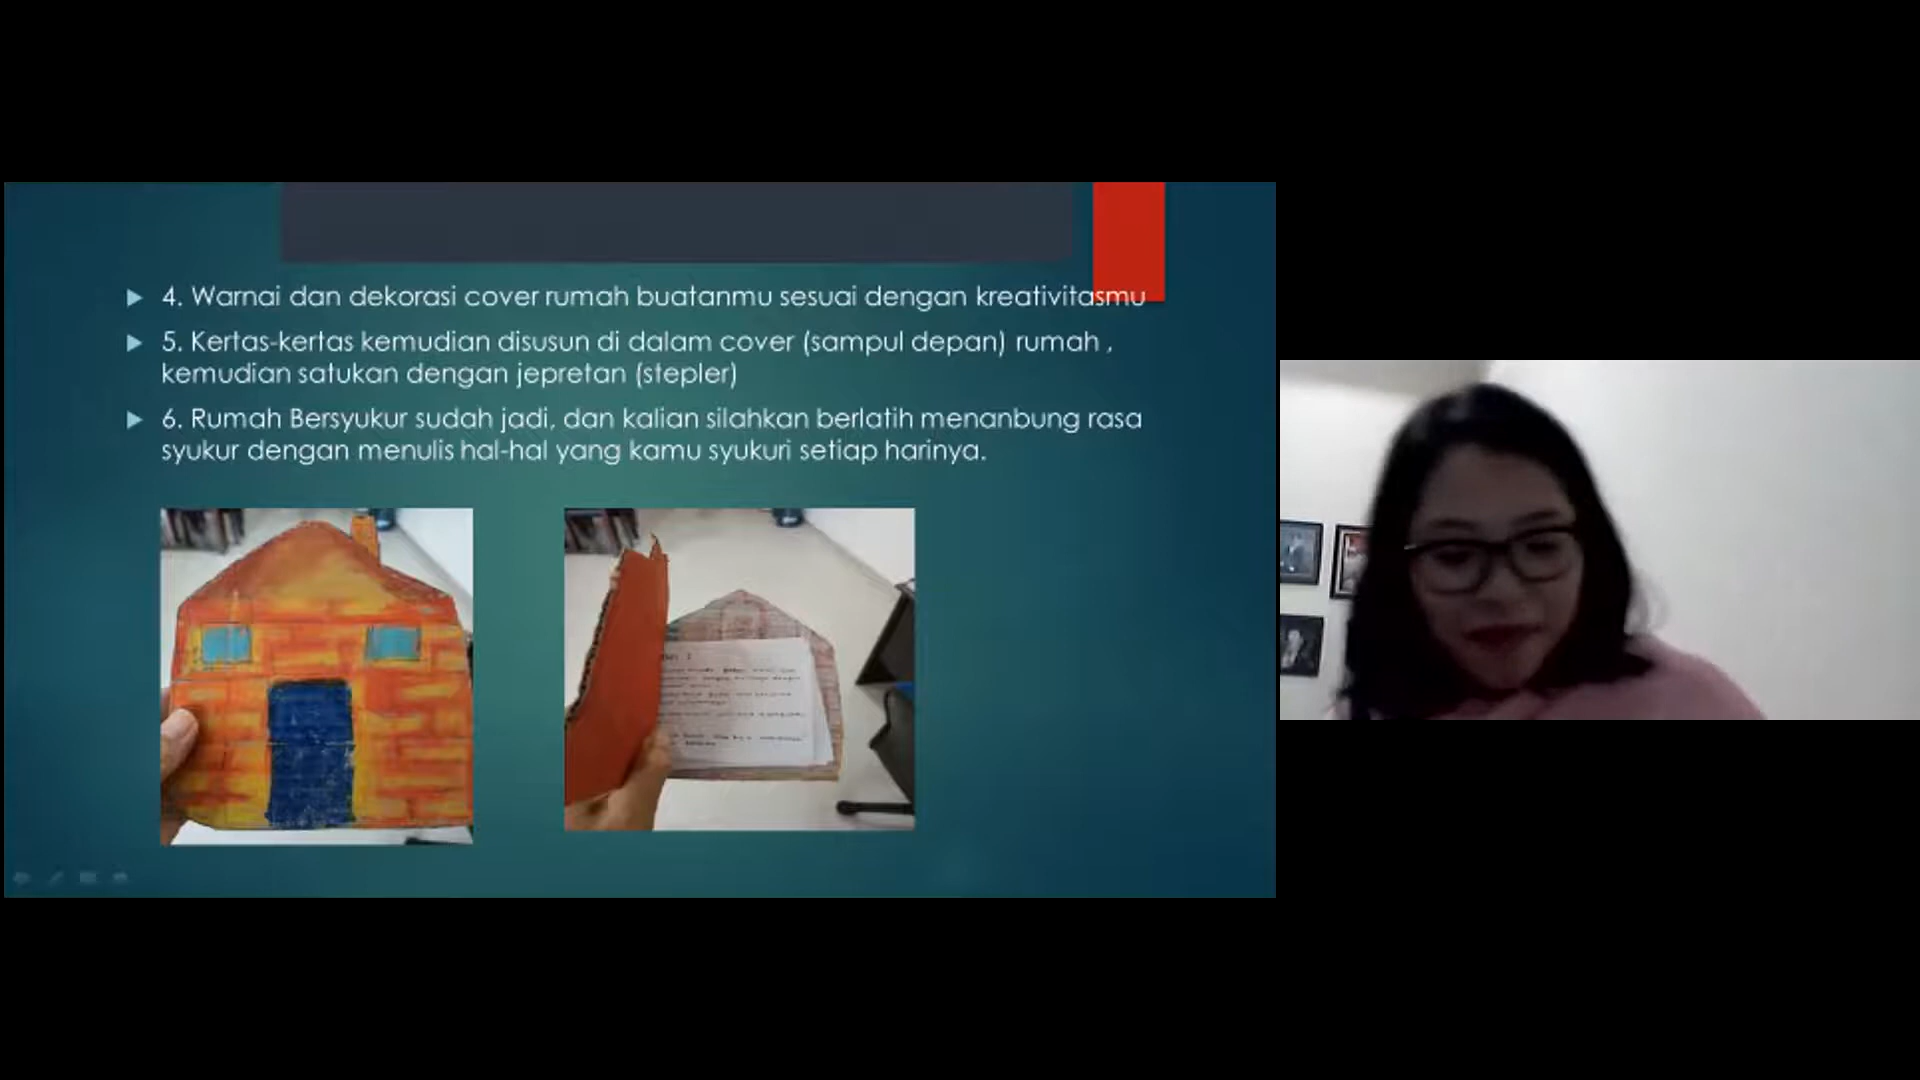 4. Warnai dan dekorasi cover rumah buatanmu sesuai dengan kreativitasmu
5. Kertas-kertas kemudian disusun di dalam cover (sampul depan) rumah ,
kemudian satukan dengan jepretan (stepler)
6. Rumah Bersyukur sudah jadi, dan kalian silahkan berlatih menanbung rasa
syukur dengan menulis hal-hal yang kamu syukuri setiap harinya.